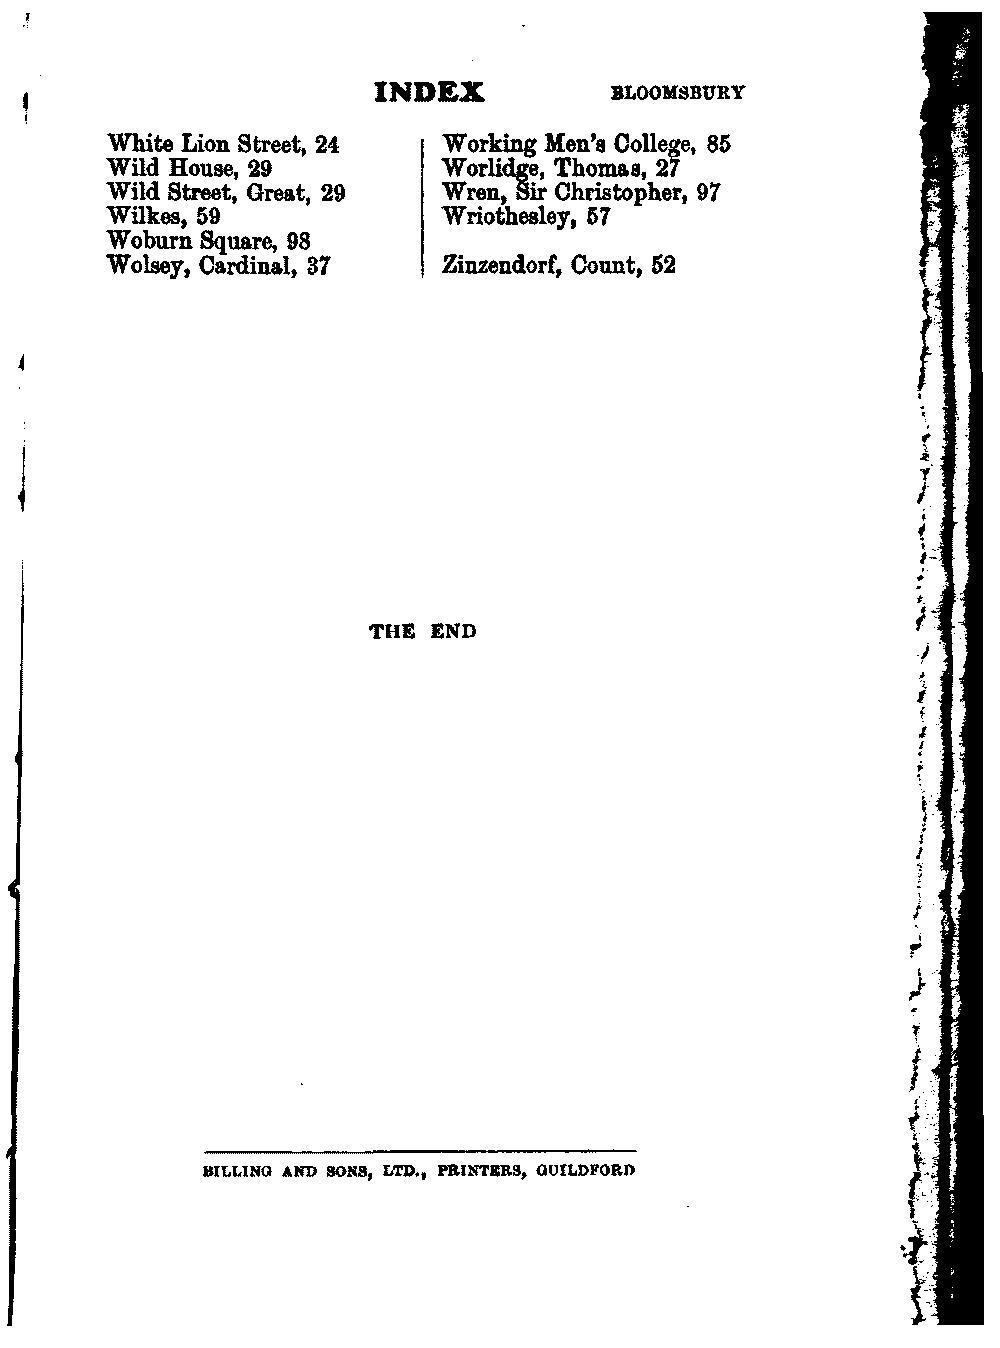 INDEX BLOOMSBURY
White Lion Street, 24
Wild House, 29
Wild Street, Great, 29
Wilkes, 59
Woburn Square, 98
Wolsey, Cardinal, 37
Working Men's College, 85
Worlidge, Thomas, 27
Wren, Sir Christopher, 97
Wriothesley, 57
Zinzendorf, Count, 52
THE END
BILLING AND SONS, LTD., PRINTERS, GUILDFORD